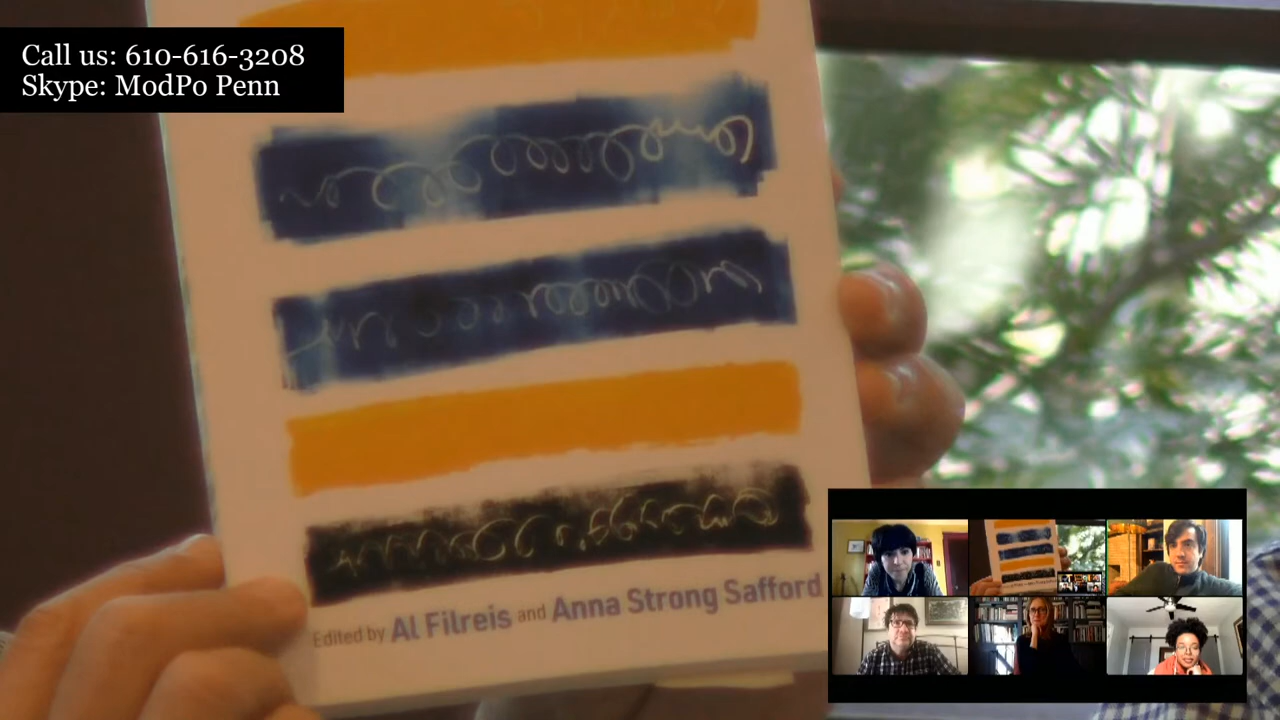 Call us: 610-616-3208
Skype: ModPo Penn
Edited by Al Filreis and Anna Strong Safford